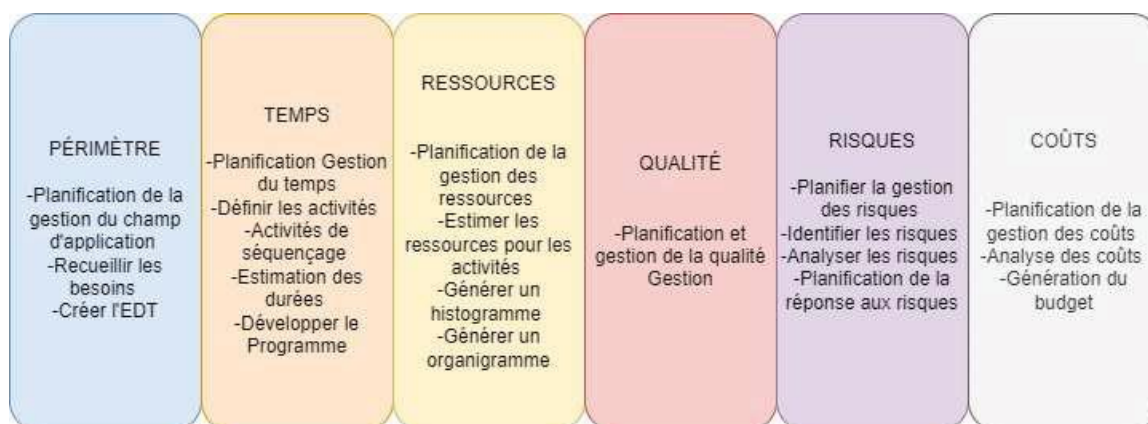 PÉRIMÈTRE
-Planification de la
gestion du champ
d'application
-Recueillir les
besoins
-Créer l'EDT
TEMPS
-Planification Gestion
du temps
-Définir les activités
-Activités de
séquençage
-Estimation des
durées
-Développer le
Programme
RESSOURCES
-Planification de la
gestion des
ressources
-Estimer les
ressources pour les
activités
-Générer un
histogramme
-Générer un
organigramme
QUALITÉ
-Planification et
gestion de la qualité
Gestion
RISQUES
-Planifier la gestion
des risques
-Identifier les risques
-Analyser les risques
-Planification de la
réponse aux risques
COÛTS
-Planification de la
gestion des coûts
-Analyse des coûts
-Génération du
budget